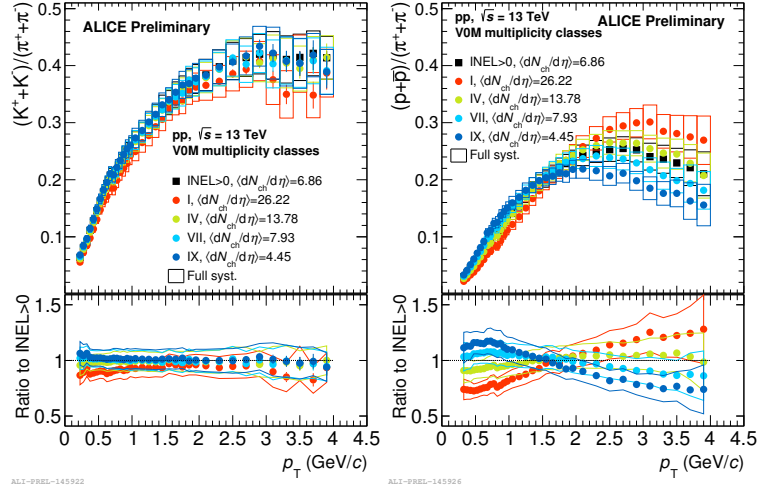 ALICE Preliminary
(K⁺+K⁻)/(π⁺+π⁻)
0.4
0.3
0.2
0.1
pp, √s = 13 TeV
V0M multiplicity classes
INEL>0, ⟨dN_ch/dη⟩=6.86
I, ⟨dN_ch/dη⟩=26.22
IV, ⟨dN_ch/dη⟩=13.78
VII, ⟨dN_ch/dη⟩=7.93
IX, ⟨dN_ch/dη⟩=4.45
Full syst.
Ratio to INEL>0
1.5
1
0.5
0 0.5 1 1.5 2 2.5 3 3.5 4 4.5
p_T (GeV/c)
ALI-PREL-145922
pp, √s = 13 TeV
V0M multiplicity classes
ALICE Preliminary
(p+p̅)/(π⁺+π⁻)
0.4
0.3
0.2
0.1
INEL>0, ⟨dN_ch/dη⟩=6.86
I, ⟨dN_ch/dη⟩=26.22
IV, ⟨dN_ch/dη⟩=13.78
VII, ⟨dN_ch/dη⟩=7.93
IX, ⟨dN_ch/dη⟩=4.45
Full syst.
Ratio to INEL>0
1.5
1
0.5
0 0.5 1 1.5 2 2.5 3 3.5 4 4.5
p_T (GeV/c)
ALI-PREL-145926